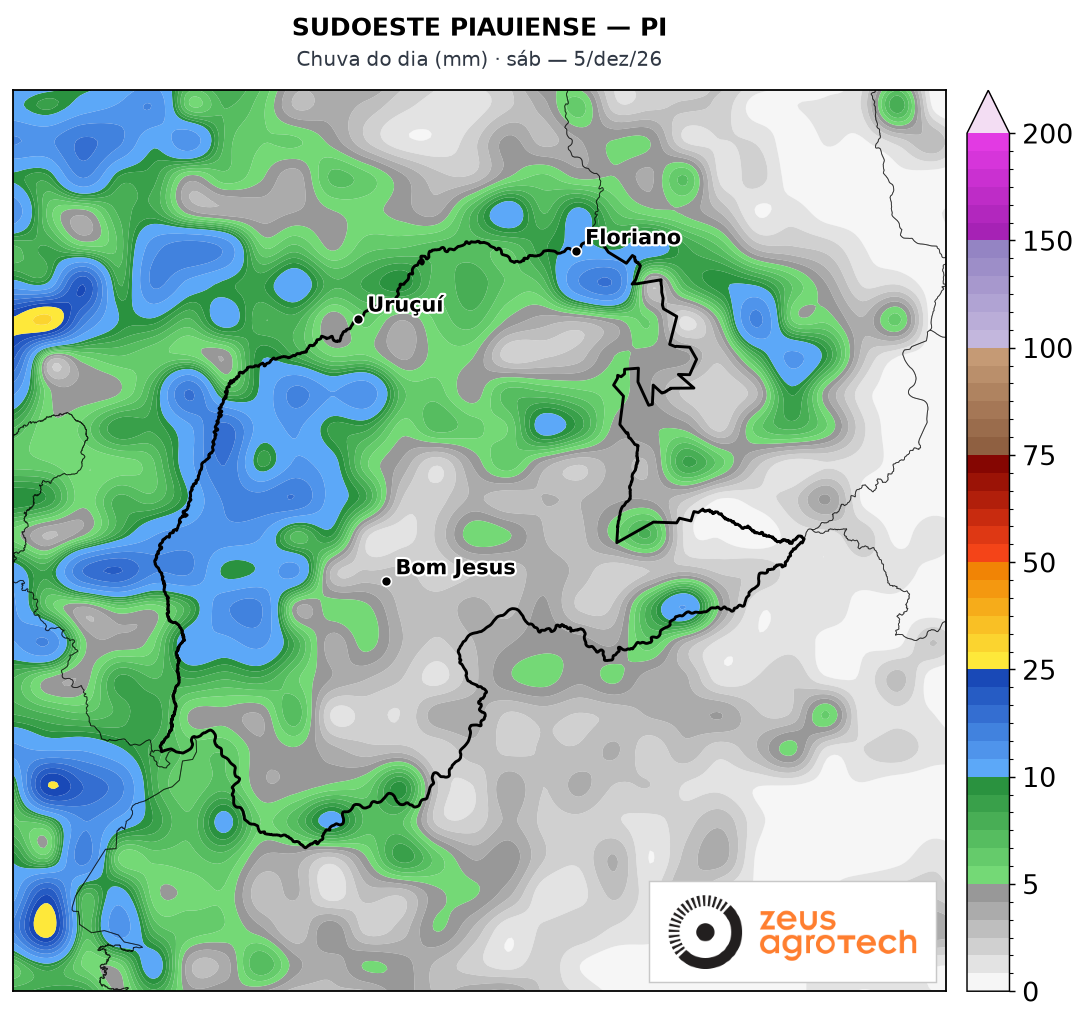 SUDOESTE PIAUIENSE — PI
Chuva do dia (mm) · sáb — 5/dez/26
200
Floriano
150
Uruçuí
100
75
50
Bom Jesus
25
10
5
zeus
agrotech
0